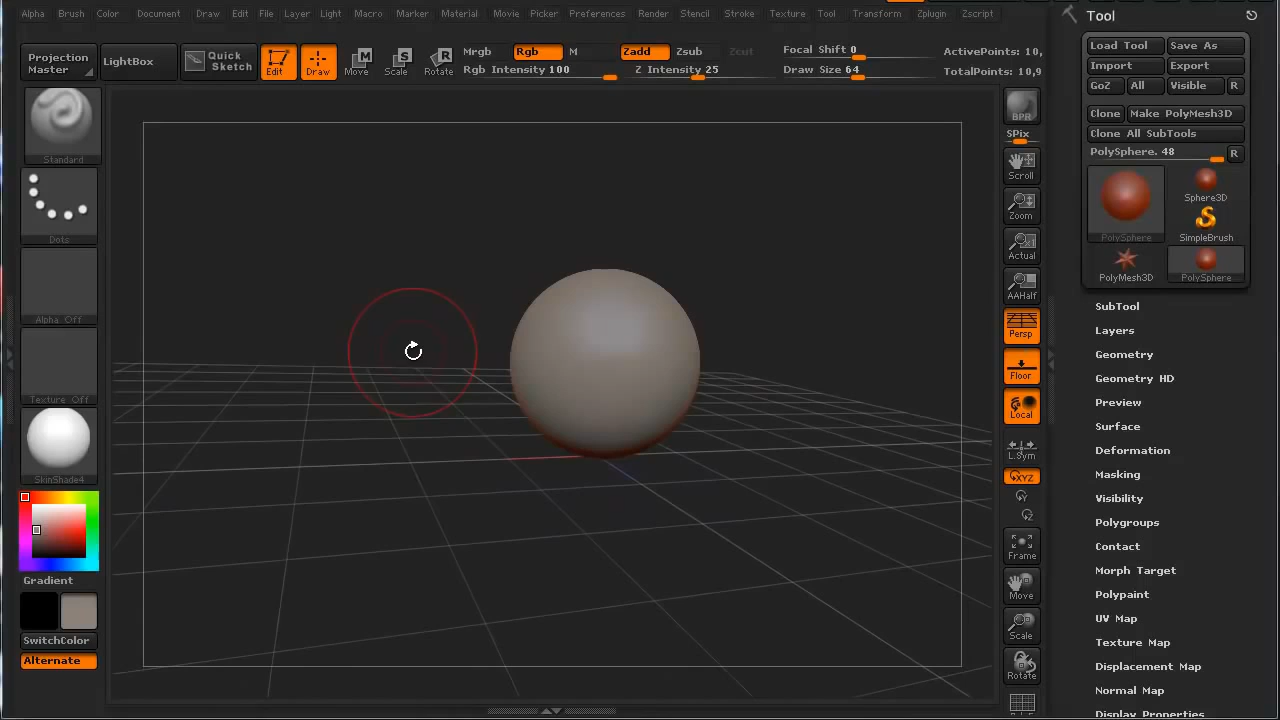 Alpha Brush Color Document Draw Edit File Layer Light Macro Marker Material Movie Picker Preferences Render Stencil Stroke Texture Tool Transform Zplugin Zscript
Projection Master
LightBox
Quick Sketch
Edit
Draw
Move
Scale
Rotate
Mrgb Rgb M
Rgb Intensity 100
Zadd Zsub Zcut
Z Intensity 25
Focal Shift 0
Draw Size 64
ActivePoints: 10,
TotalPoints: 10,9
Standard
Dots
Alpha Off
Texture Off
SkinShade4
Gradient
SwitchColor
Alternate
BPR
SPix
Scroll
Zoom
Actual
AAHalf
Persp
Floor
Local
L.Sym
XYZ
Y
Z
Frame
Move
Scale
Rotate
Tool
Load Tool Save As
Import Export
GoZ All Visible R
Clone Make PolyMesh3D
Clone All SubTools
PolySphere. 48 R
PolySphere
Sphere3D
SimpleBrush
PolyMesh3D
PolySphere
SubTool
Layers
Geometry
Geometry HD
Preview
Surface
Deformation
Masking
Visibility
Polygroups
Contact
Morph Target
Polypaint
UV Map
Texture Map
Displacement Map
Normal Map
Display Properties